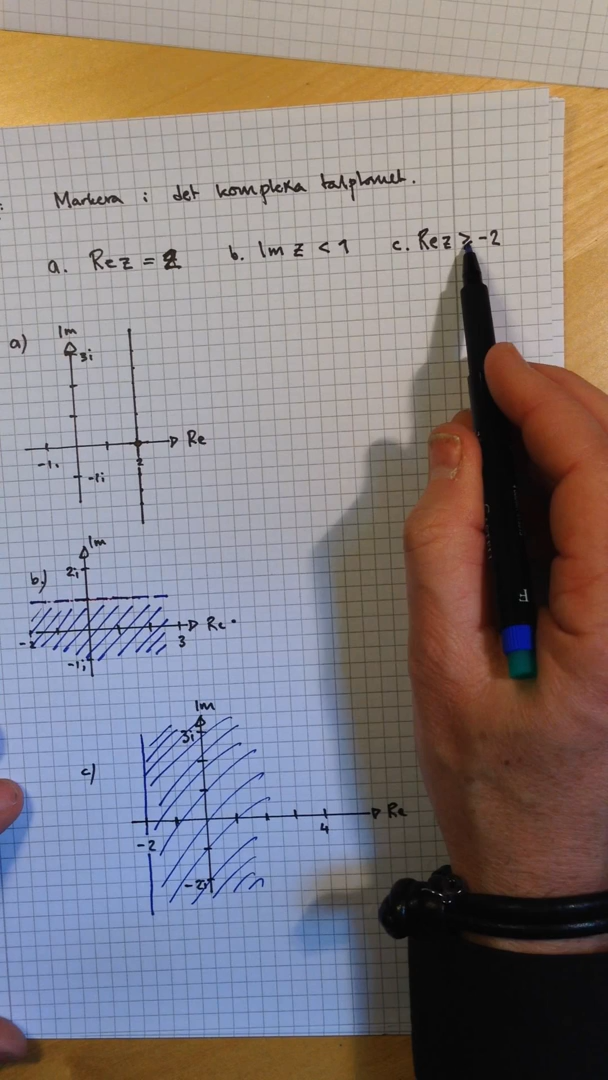 Markera i det komplexa talplanet.
a. Re z = 2 b. Im z < 1 c. Re z ≥ -2
a)
Im
3i
Re
-1i
2
-1i
Im
b.)
2i
Re
-2
3
-1i
Im
3i
c)
Re
-2
4
-2i